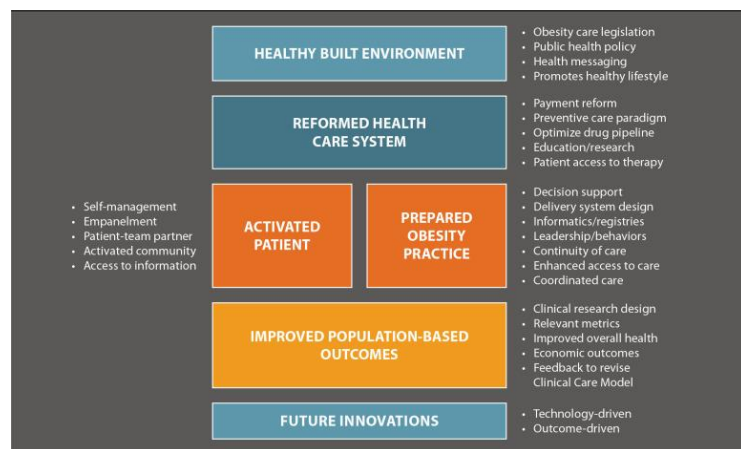 HEALTHY BUILT ENVIRONMENT
• Obesity care legislation
• Public health policy
• Health messaging
• Promotes healthy lifestyle
REFORMED HEALTH
CARE SYSTEM
• Payment reform
• Preventive care paradigm
• Optimize drug pipeline
• Education/research
• Patient access to therapy
• Self-management
• Empanelment
• Patient-team partner
• Activated community
• Access to information
ACTIVATED
PATIENT
PREPARED
OBESITY
PRACTICE
• Decision support
• Delivery system design
• Informatics/registries
• Leadership/behaviors
• Continuity of care
• Enhanced access to care
• Coordinated care
IMPROVED POPULATION-BASED
OUTCOMES
• Clinical research design
• Relevant metrics
• Improved overall health
• Economic outcomes
• Feedback to revise
Clinical Care Model
FUTURE INNOVATIONS
• Technology-driven
• Outcome-driven